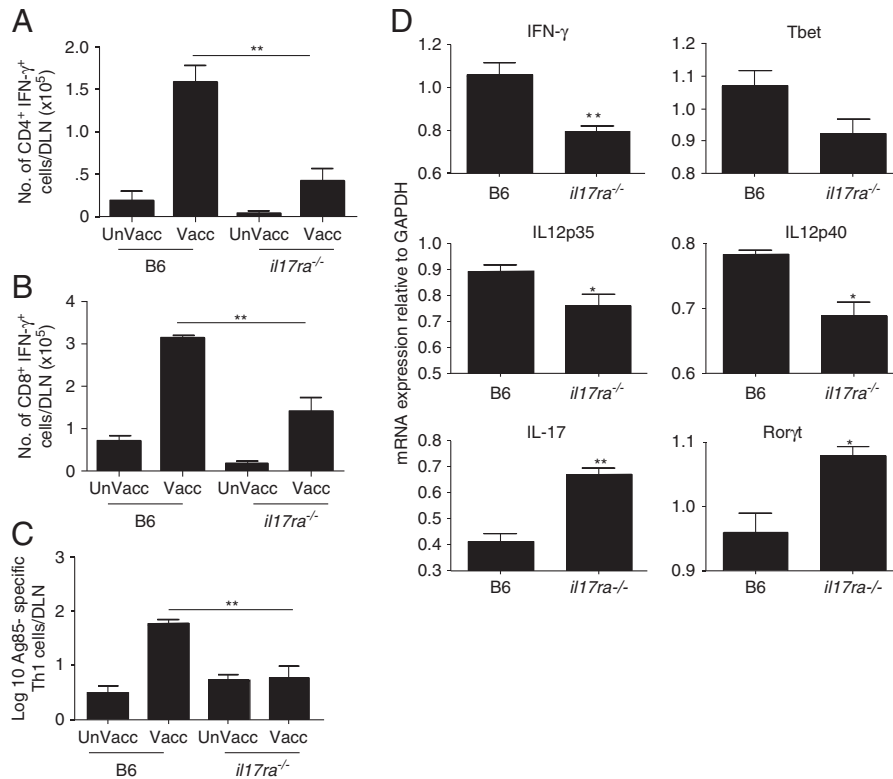 A
No. of CD4⁺ IFN-γ⁺
cells/DLN (x10⁵)
2.0
1.5
1.0
.5
0
**
UnVacc Vacc UnVacc Vacc
B6 il17ra⁻/⁻
B
No. of CD8⁺ IFN-γ⁺
cells/DLN (x10⁵)
4
3
2
1
0
**
UnVacc Vacc UnVacc Vacc
B6 il17ra⁻/⁻
C
Log 10 Ag85- specific
Th1 cells/DLN
3
2
1
0
**
UnVacc Vacc UnVacc Vacc
B6 il17ra⁻/⁻
D
mRNA expression relative to GAPDH
IFN-γ
1.2
1.0
0.8
0.6
**
B6 il17ra⁻/⁻
Tbet
1.2
1.1
1.0
0.9
0.8
B6 il17ra⁻/⁻
IL12p35
1.0
0.9
0.8
0.7
0.6
0.5
*
B6 il17ra⁻/⁻
IL12p40
0.8
0.7
0.6
*
B6 il17ra⁻/⁻
IL-17
0.8
0.7
0.6
0.5
0.4
0.3
**
B6 il17ra-/-
Rorγt
1.1
1.0
0.9
*
B6 il17ra-/-